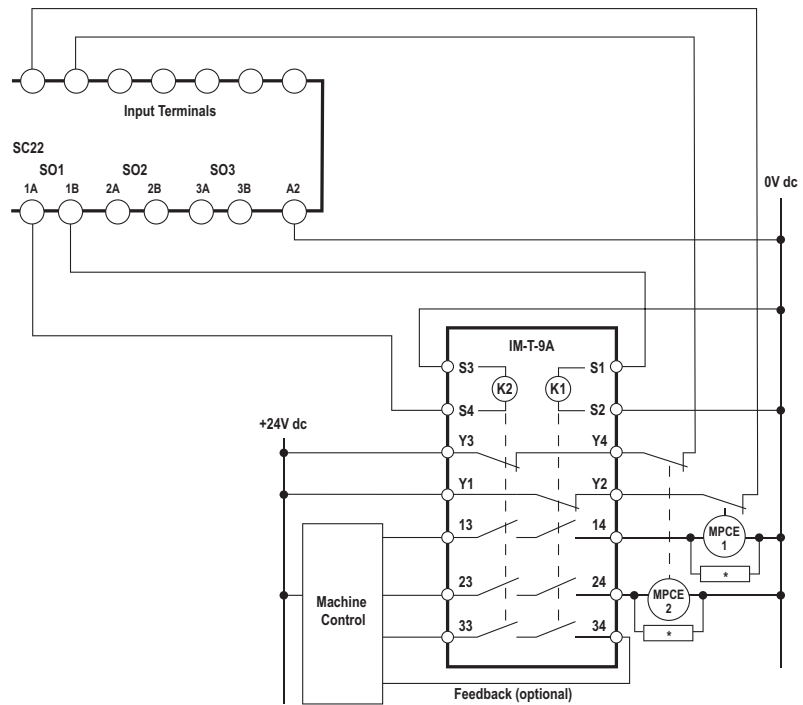 Input Terminals
SC22
SO1 SO2 SO3
1A 1B 2A 2B 3A 3B A2
0V dc
IM-T-9A
S3 S1
K2 K1
S4 S2
+24V dc
Y3 Y4
Y1 Y2
13 14
MPCE 1
*
23 24
MPCE 2
*
Machine Control
33 34
Feedback (optional)